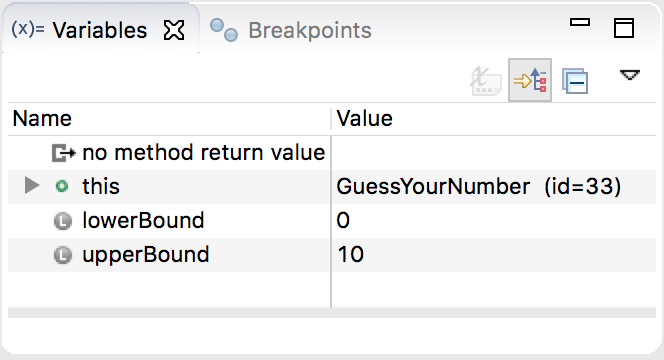 (x)= Variables Breakpoints
Name Value
no method return value
this GuessYourNumber (id=33)
L lowerBound 0
L upperBound 10